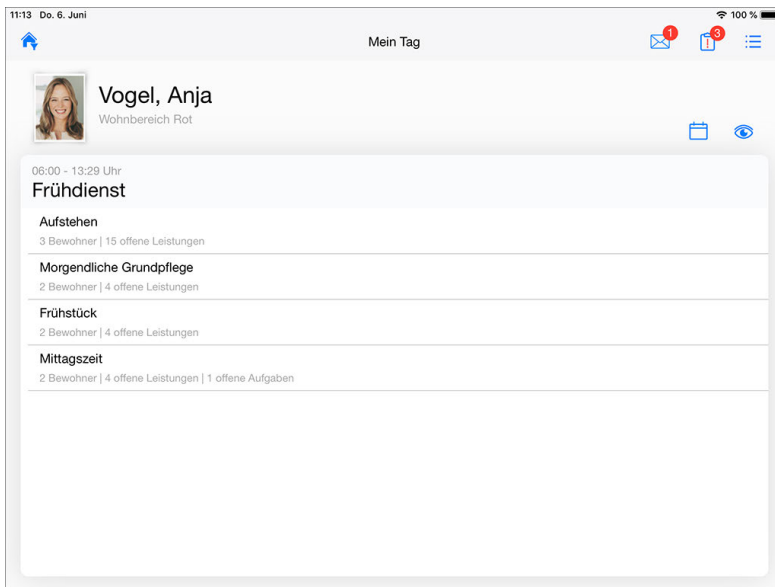 11:13 Do. 6. Juni 100 %
Mein Tag 1 3
Vogel, Anja
Wohnbereich Rot
06:00 - 13:29 Uhr
Frühdienst
Aufstehen
3 Bewohner | 15 offene Leistungen
Morgendliche Grundpflege
2 Bewohner | 4 offene Leistungen
Frühstück
2 Bewohner | 4 offene Leistungen
Mittagszeit
2 Bewohner | 4 offene Leistungen | 1 offene Aufgaben